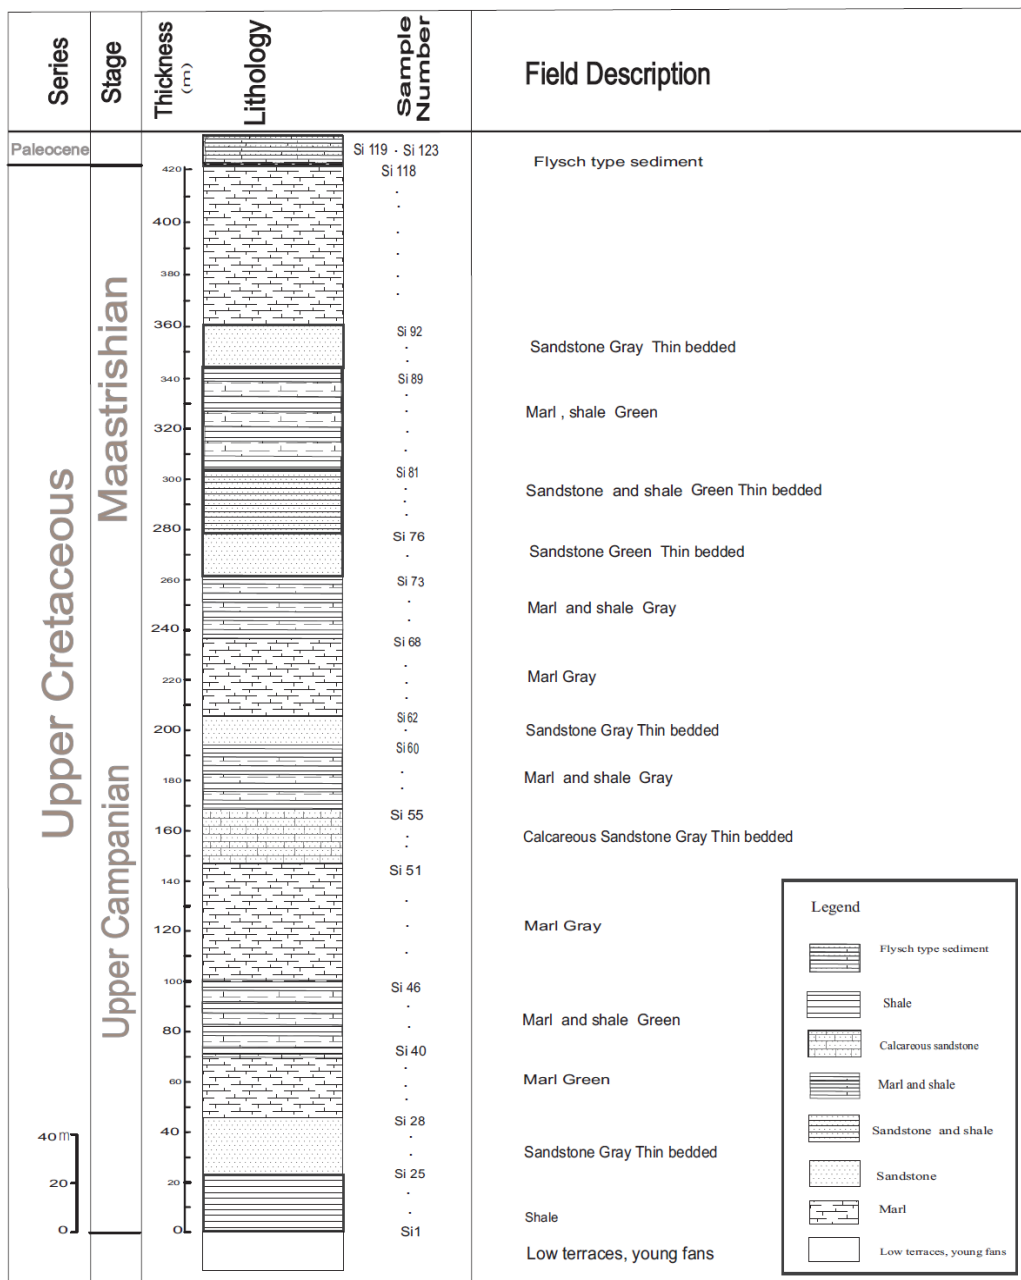 Series
Stage
Thickness
(m)
Lithology
Sample
Number
Field Description
Paleocene
Si 119 - Si 123
Flysch type sediment
420
Si 118
400
380
360
Si 92
Sandstone Gray Thin bedded
340
Si 89
Marl , shale Green
320
Si 81
300
Sandstone and shale Green Thin bedded
280
Si 76
Sandstone Green Thin bedded
260
Si 73
Marl and shale Gray
240
Si 68
Marl Gray
220
Si 62
200
Sandstone Gray Thin bedded
Si 60
Marl and shale Gray
180
Si 55
160
Calcareous Sandstone Gray Thin bedded
Si 51
140
120
Marl Gray
100
Si 46
Marl and shale Green
80
Si 40
60
Marl Green
Si 28
40
Sandstone Gray Thin bedded
Si 25
20
Shale
0
Si1
Low terraces, young fans
Upper Cretaceous
Maastrishian
Upper Campanian
40 m
20
0
Legend
Flysch type sediment
Shale
Calcareous sandstone
Marl and shale
Sandstone and shale
Sandstone
Marl
Low terraces, young fans